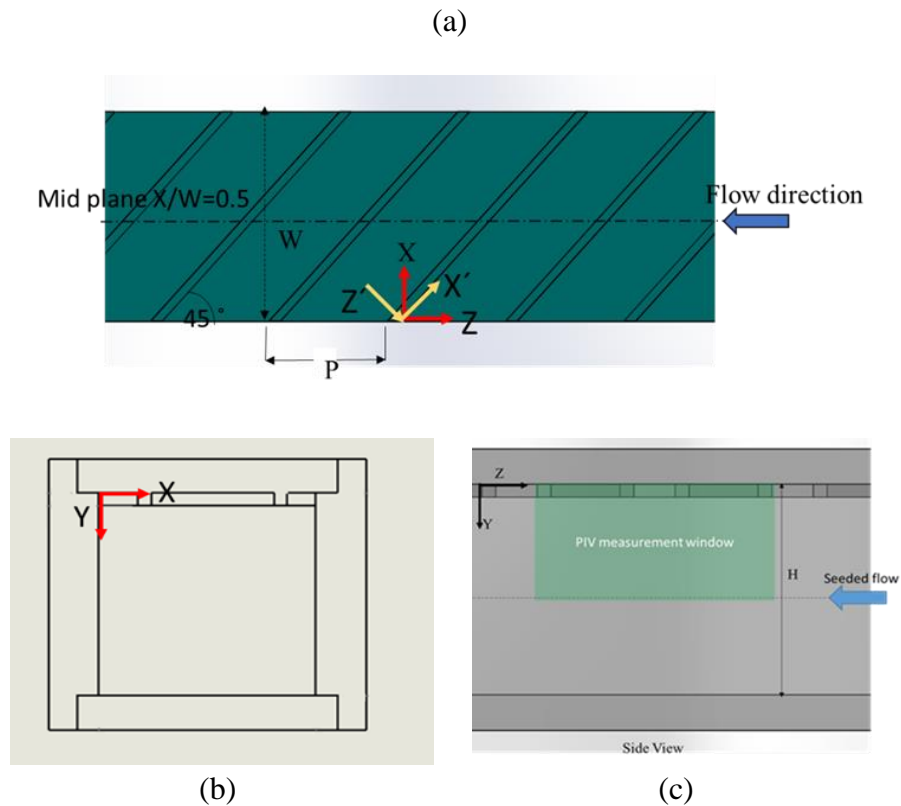 (a)
Mid plane X/W=0.5
Flow direction
W
X
Z´
X´
Z
45°
P
X
Y
Z
Y
PIV measurement window
H
Seeded flow
Side View
(b)
(c)